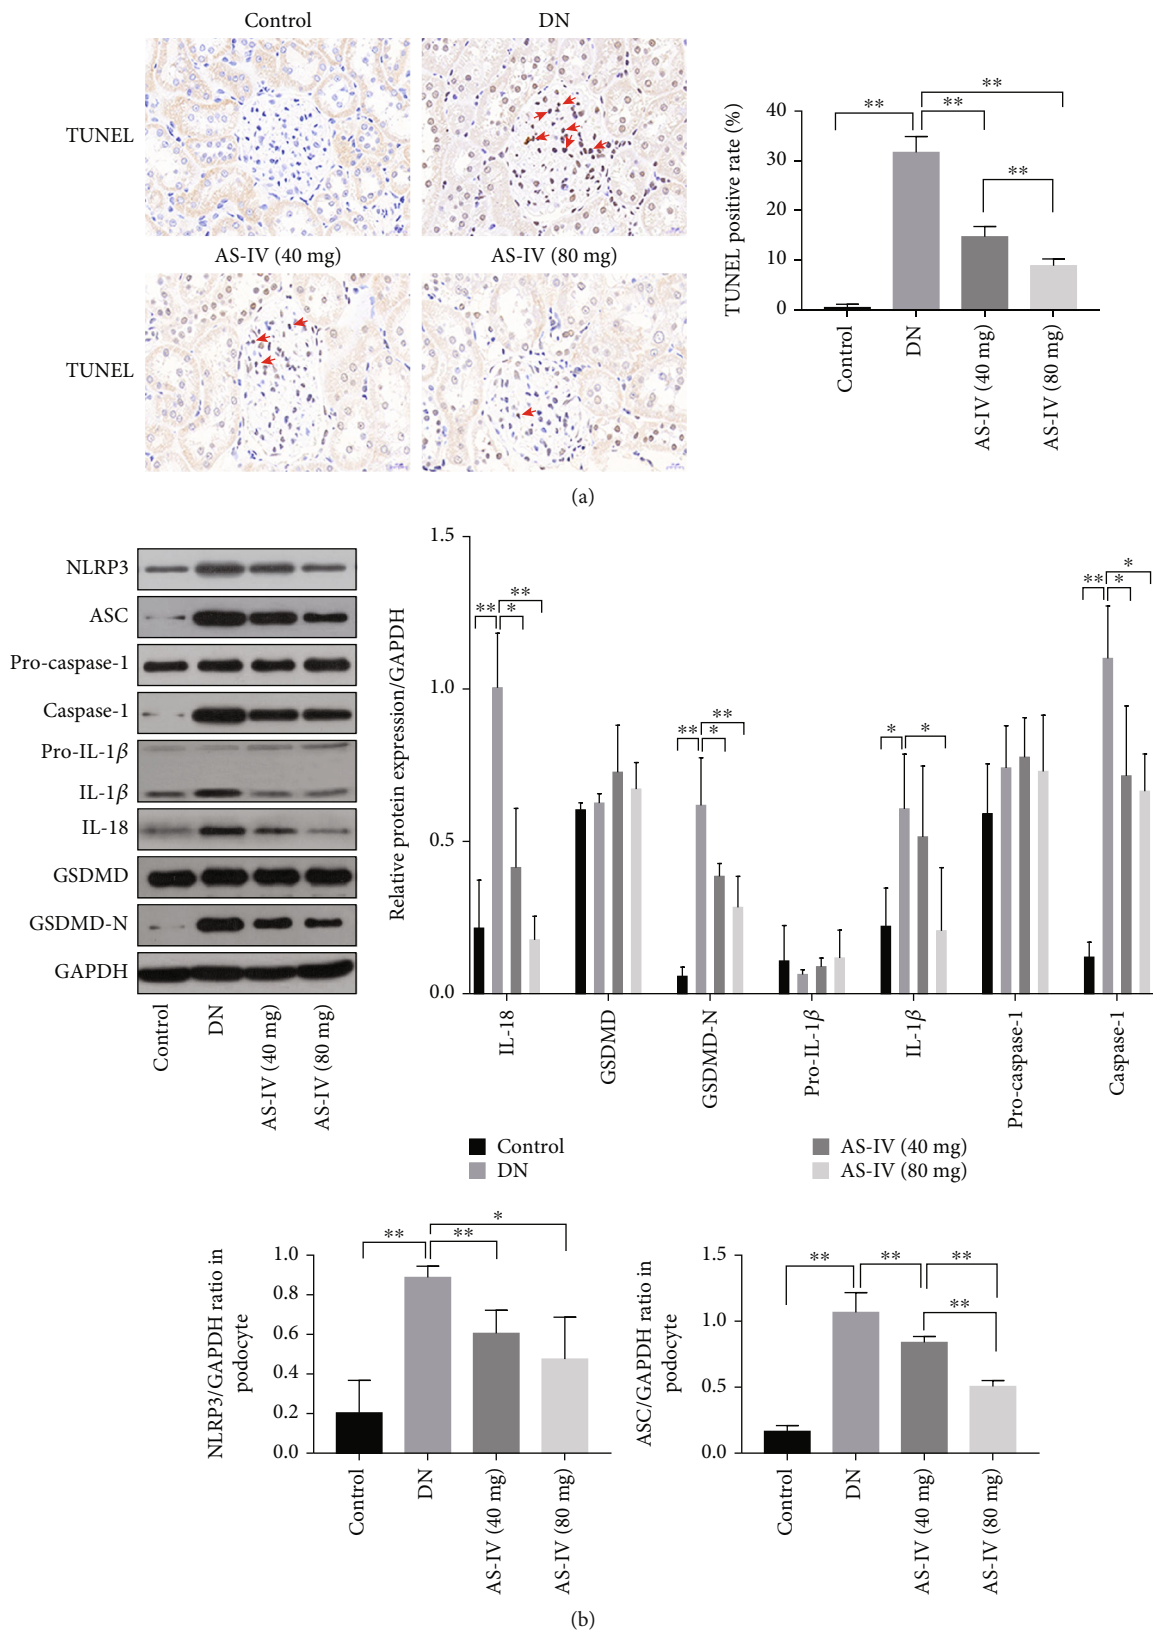 Control
DN
TUNEL
AS-IV (40 mg)
AS-IV (80 mg)
TUNEL
TUNEL positive rate (%)
40
30
20
10
0
**
**
**
**
Control
DN
AS-IV (40 mg)
AS-IV (80 mg)
(a)
NLRP3
ASC
Pro-caspase-1
Caspase-1
Pro-IL-1β
IL-1β
IL-18
GSDMD
GSDMD-N
GAPDH
Control
DN
AS-IV (40 mg)
AS-IV (80 mg)
Relative protein expression/GAPDH
1.5
1.0
0.5
0.0
**
*
**
**
*
**
*
*
**
*
*
IL-18
GSDMD
GSDMD-N
Pro-IL-1β
IL-1β
Pro-caspase-1
Caspase-1
Control
DN
AS-IV (40 mg)
AS-IV (80 mg)
NLRP3/GAPDH ratio in
podocyte
1.0
0.8
0.6
0.4
0.2
0.0
**
**
*
Control
DN
AS-IV (40 mg)
AS-IV (80 mg)
ASC/GAPDH ratio in
podocyte
1.5
1.0
0.5
0.0
**
**
**
**
Control
DN
AS-IV (40 mg)
AS-IV (80 mg)
(b)